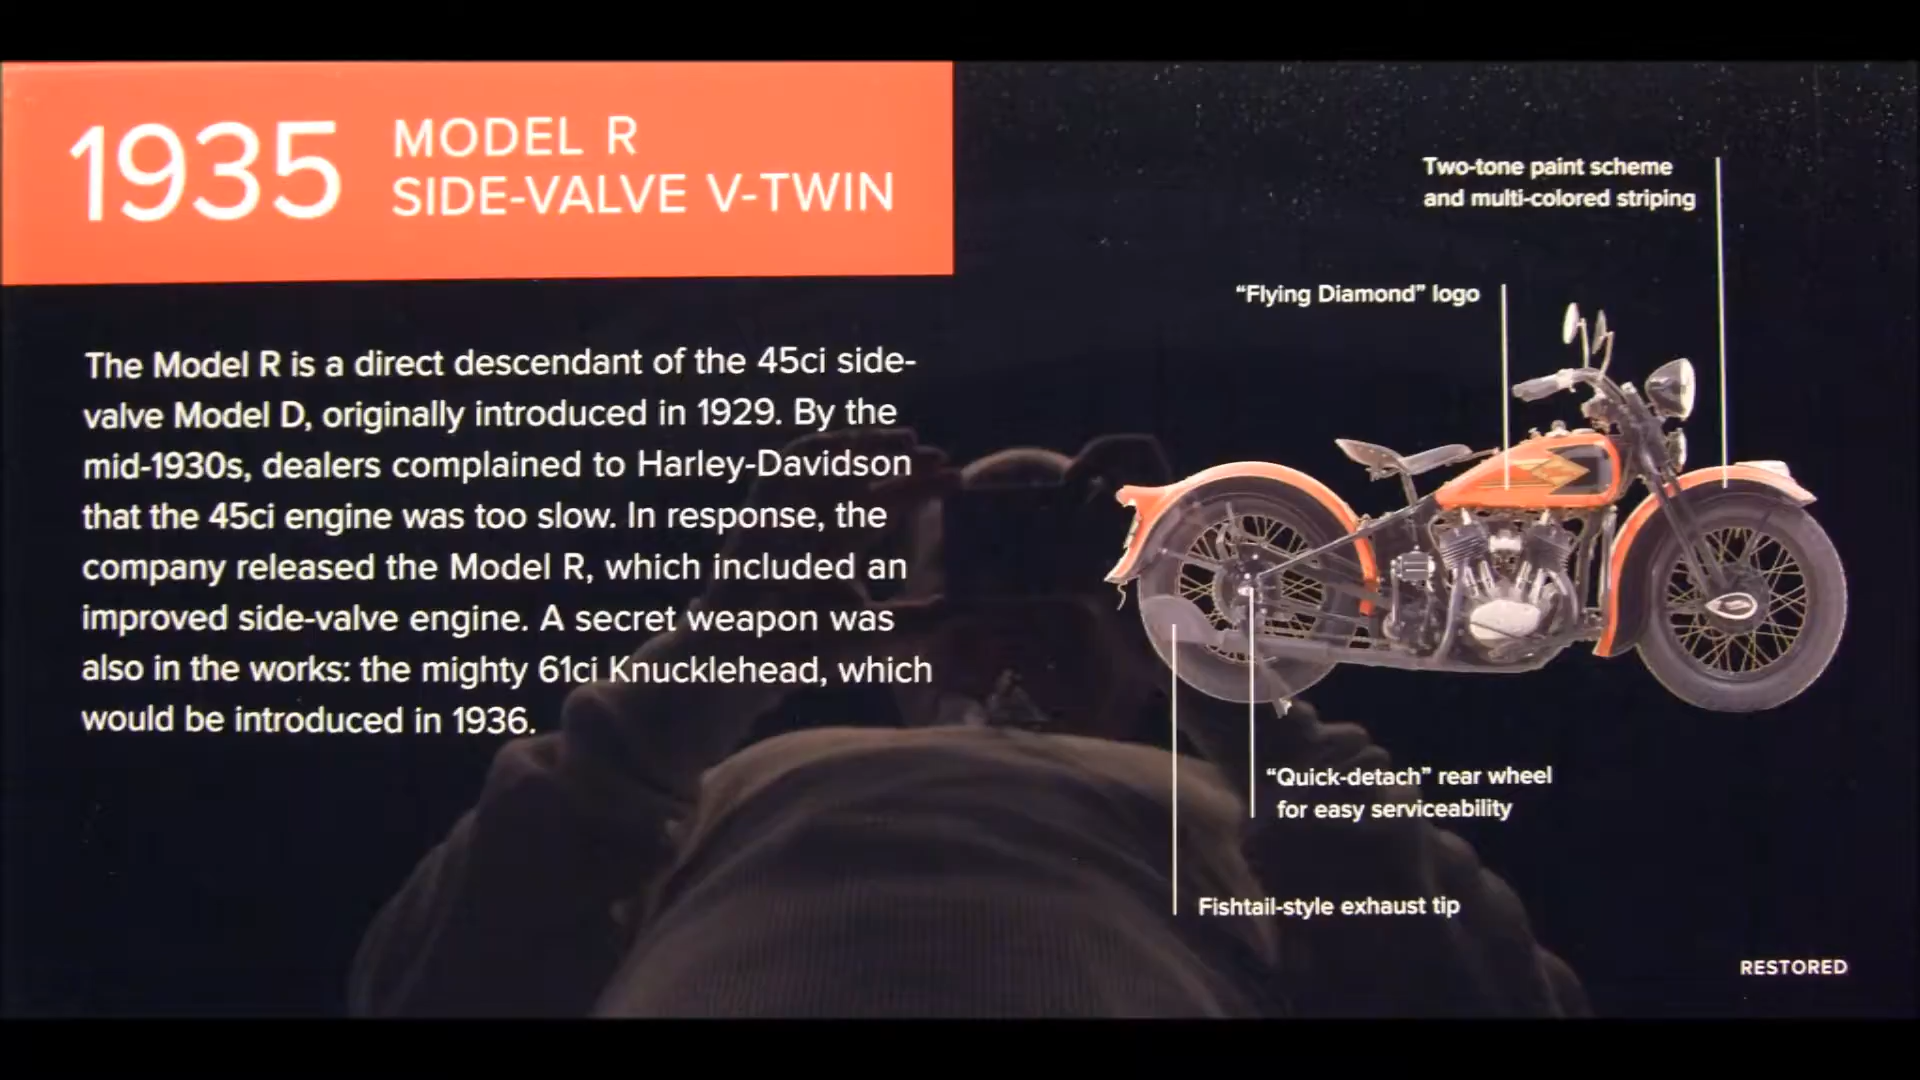 1935
MODEL R
SIDE-VALVE V-TWIN
The Model R is a direct descendant of the 45ci side-
valve Model D, originally introduced in 1929. By the
mid-1930s, dealers complained to Harley-Davidson
that the 45ci engine was too slow. In response, the
company released the Model R, which included an
improved side-valve engine. A secret weapon was
also in the works: the mighty 61ci Knucklehead, which
would be introduced in 1936.
Two-tone paint scheme
and multi-colored striping
“Flying Diamond” logo
“Quick-detach” rear wheel
for easy serviceability
Fishtail-style exhaust tip
RESTORED